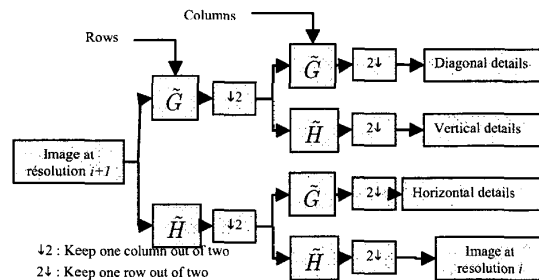 Columns
Rows
G̃
2↓
Diagonal details
G̃
↓2
H̃
2↓
Vertical details
Image at
résolution i+1
G̃
2↓
Horizontal details
H̃
↓2
H̃
2↓
Image at
resolution i
↓2 : Keep one column out of two
2↓ : Keep one row out of two